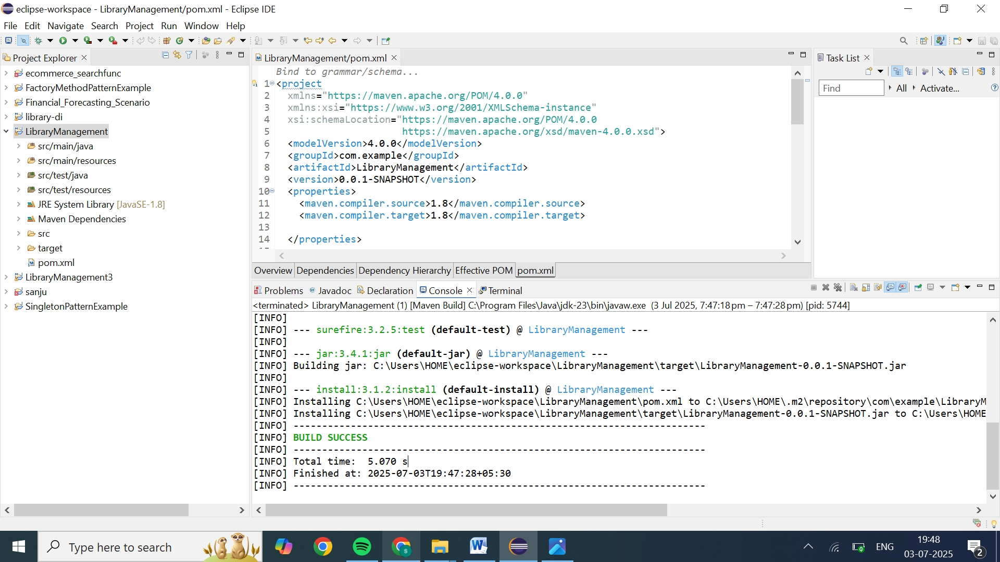 eclipse-workspace - LibraryManagement/pom.xml - Eclipse IDE
File Edit Navigate Search Project Run Window Help
Project Explorer
ecommerce_searchfunc
FactoryMethodPatternExample
Financial_Forecasting_Scenario
library-di
LibraryManagement
src/main/java
src/main/resources
src/test/java
src/test/resources
JRE System Library [JavaSE-1.8]
Maven Dependencies
src
target
pom.xml
LibraryManagement3
sanju
SingletonPatternExample
LibraryManagement/pom.xml
Bind to grammar/schema...
1 <project
2 xmlns="https://maven.apache.org/POM/4.0.0"
3 xmlns:xsi="https://www.w3.org/2001/XMLSchema-instance"
4 xsi:schemaLocation="https://maven.apache.org/POM/4.0.0
5 https://maven.apache.org/xsd/maven-4.0.0.xsd">
6 <modelVersion>4.0.0</modelVersion>
7 <groupId>com.example</groupId>
8 <artifactId>LibraryManagement</artifactId>
9 <version>0.0.1-SNAPSHOT</version>
10 <properties>
11 <maven.compiler.source>1.8</maven.compiler.source>
12 <maven.compiler.target>1.8</maven.compiler.target>
13
14 </properties>
Overview Dependencies Dependency Hierarchy Effective POM pom.xml
Task List
Find All Activate...
Problems Javadoc Declaration Console Terminal
<terminated> LibraryManagement (1) [Maven Build] C:\Program Files\Java\jdk-23\bin\javaw.exe (3 Jul 2025, 7:47:18 pm – 7:47:28 pm) [pid: 5744]
[INFO]
[INFO] --- surefire:3.2.5:test (default-test) @ LibraryManagement ---
[INFO]
[INFO] --- jar:3.4.1:jar (default-jar) @ LibraryManagement ---
[INFO] Building jar: C:\Users\HOME\eclipse-workspace\LibraryManagement\target\LibraryManagement-0.0.1-SNAPSHOT.jar
[INFO]
[INFO] --- install:3.1.2:install (default-install) @ LibraryManagement ---
[INFO] Installing C:\Users\HOME\eclipse-workspace\LibraryManagement\pom.xml to C:\Users\HOME\.m2\repository\com\example\LibraryM
[INFO] Installing C:\Users\HOME\eclipse-workspace\LibraryManagement\target\LibraryManagement-0.0.1-SNAPSHOT.jar to C:\Users\HOME
[INFO] ------------------------------------------------------------------------
[INFO] BUILD SUCCESS
[INFO] ------------------------------------------------------------------------
[INFO] Total time:  5.070 s
[INFO] Finished at: 2025-07-03T19:47:28+05:30
[INFO] ------------------------------------------------------------------------
Type here to search
ENG
19:48
03-07-2025
2